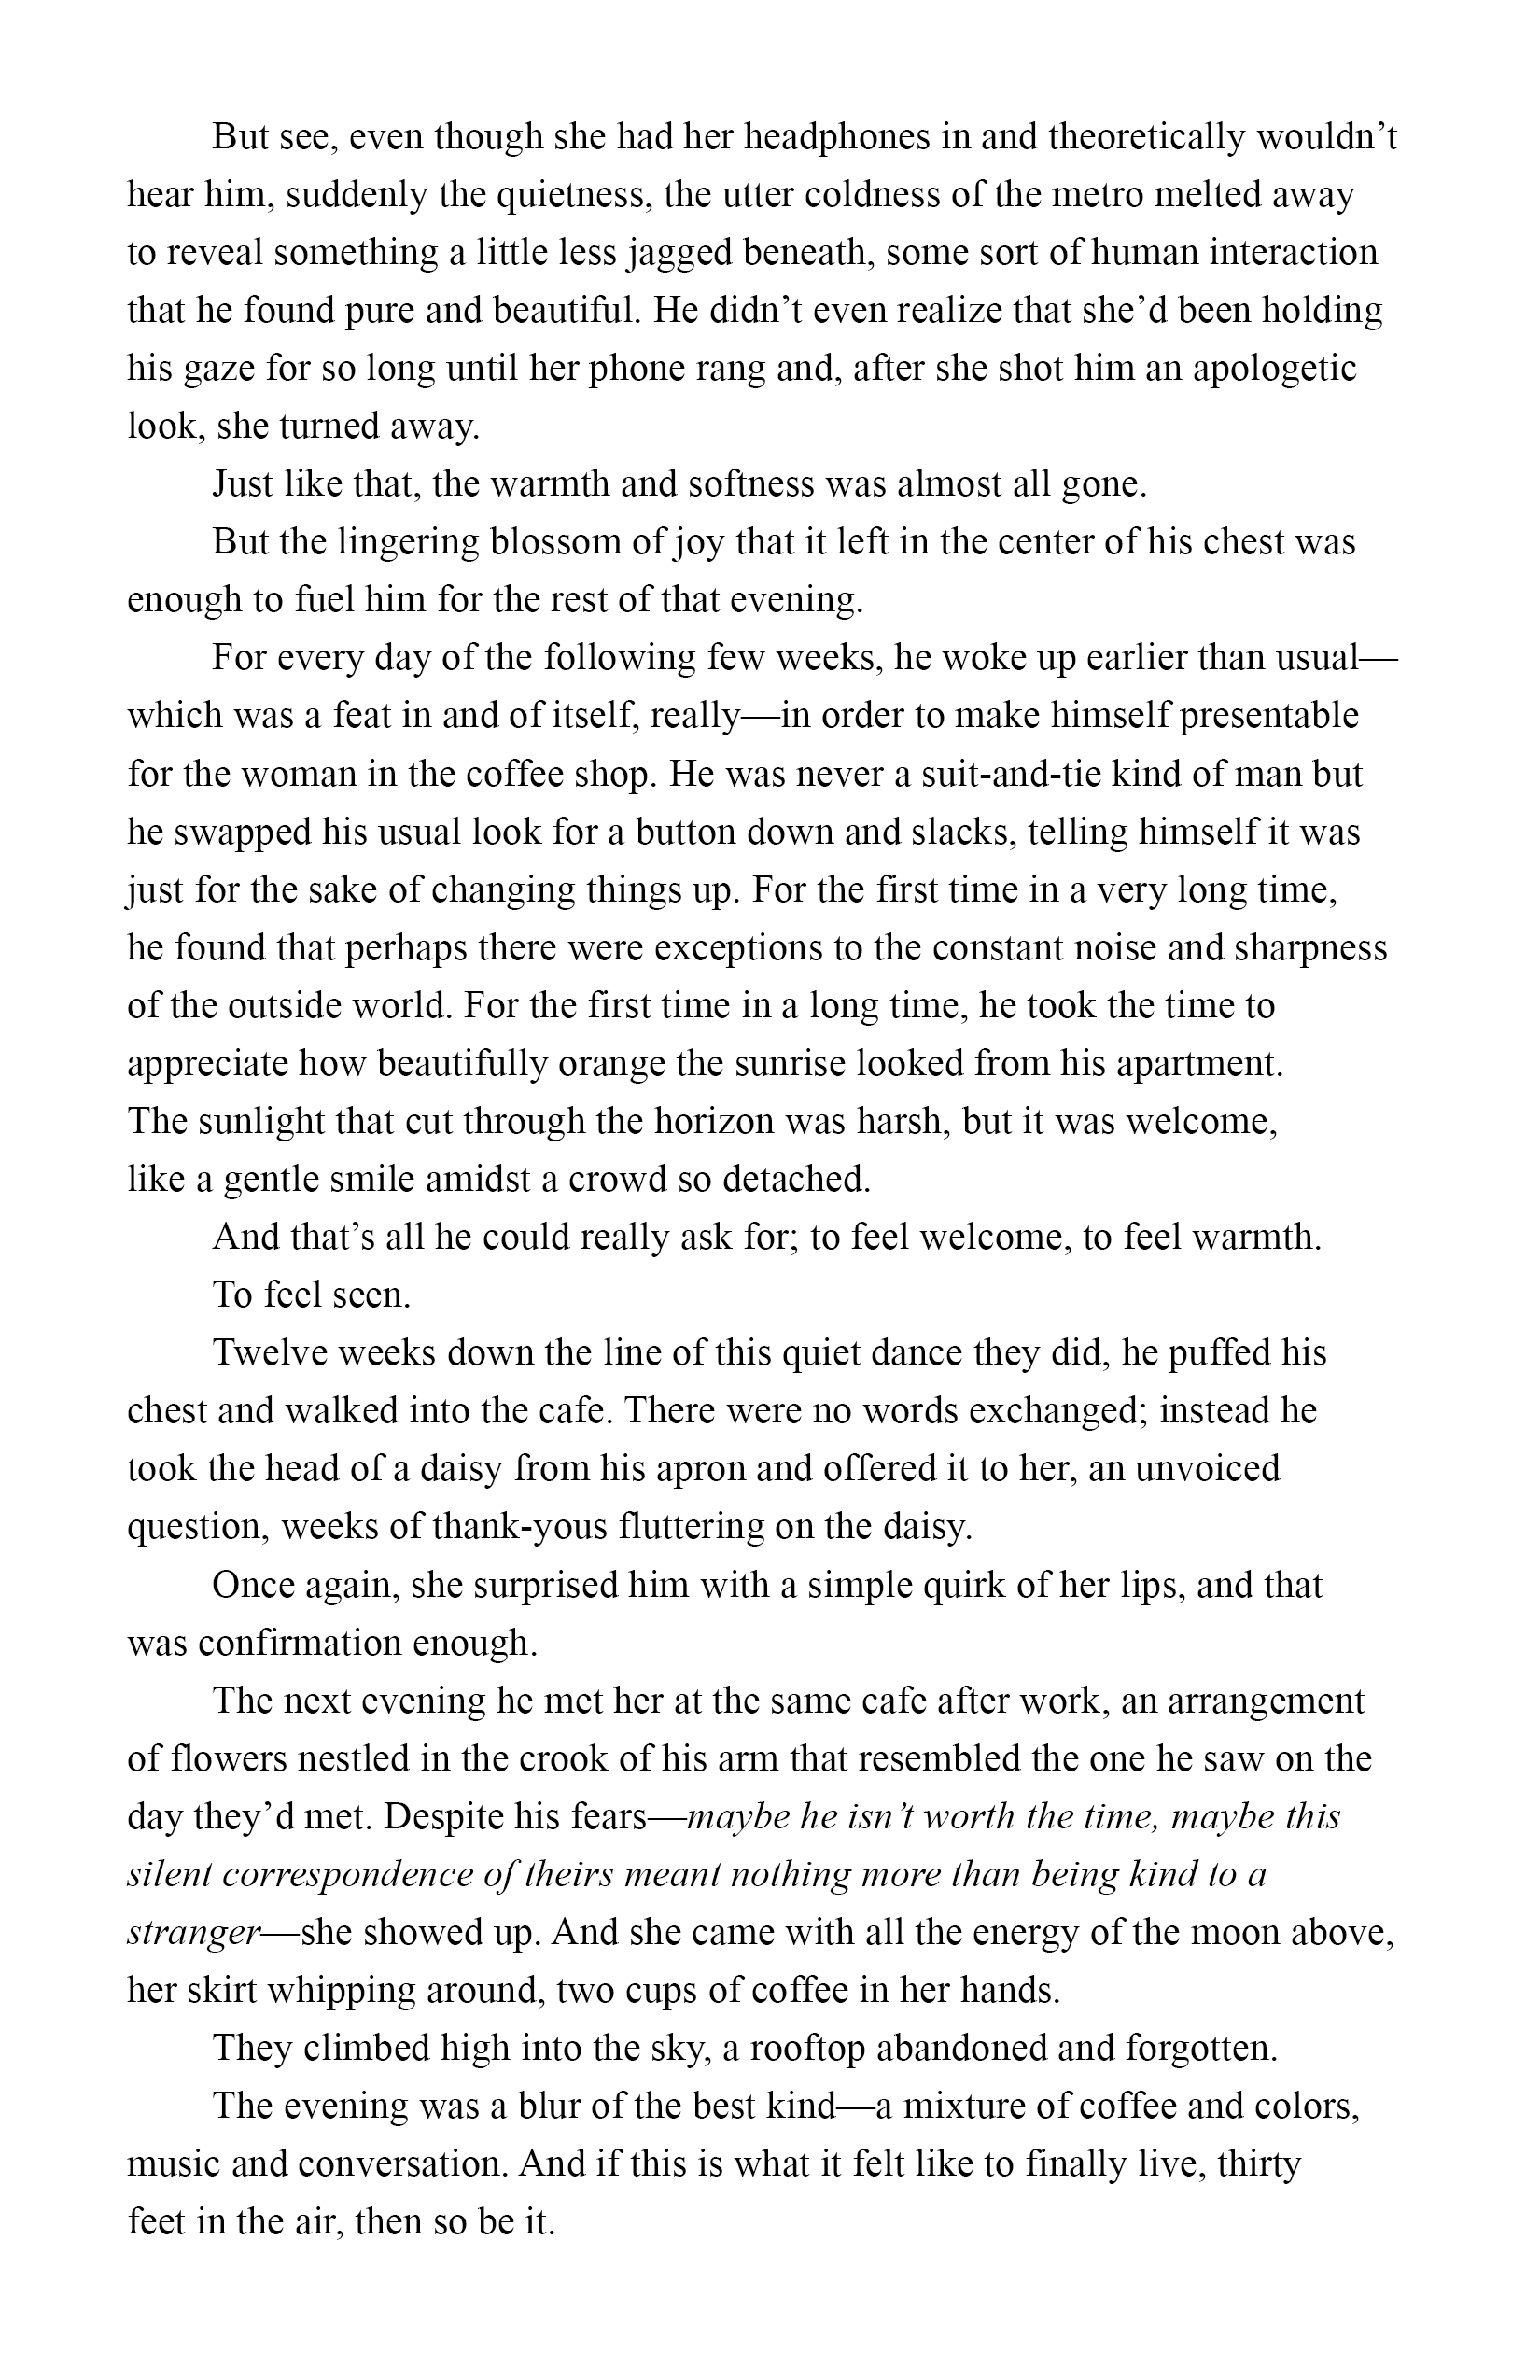 But see, even though she had her headphones in and theoretically wouldn’t
hear him, suddenly the quietness, the utter coldness of the metro melted away
to reveal something a little less jagged beneath, some sort of human interaction
that he found pure and beautiful. He didn’t even realize that she’d been holding
his gaze for so long until her phone rang and, after she shot him an apologetic
look, she turned away.
Just like that, the warmth and softness was almost all gone.
But the lingering blossom of joy that it left in the center of his chest was
enough to fuel him for the rest of that evening.
For every day of the following few weeks, he woke up earlier than usual—
which was a feat in and of itself, really—in order to make himself presentable
for the woman in the coffee shop. He was never a suit-and-tie kind of man but
he swapped his usual look for a button down and slacks, telling himself it was
just for the sake of changing things up. For the first time in a very long time,
he found that perhaps there were exceptions to the constant noise and sharpness
of the outside world. For the first time in a long time, he took the time to
appreciate how beautifully orange the sunrise looked from his apartment.
The sunlight that cut through the horizon was harsh, but it was welcome,
like a gentle smile amidst a crowd so detached.
And that’s all he could really ask for; to feel welcome, to feel warmth.
To feel seen.
Twelve weeks down the line of this quiet dance they did, he puffed his
chest and walked into the cafe. There were no words exchanged; instead he
took the head of a daisy from his apron and offered it to her, an unvoiced
question, weeks of thank-yous fluttering on the daisy.
Once again, she surprised him with a simple quirk of her lips, and that
was confirmation enough.
The next evening he met her at the same cafe after work, an arrangement
of flowers nestled in the crook of his arm that resembled the one he saw on the
day they’d met. Despite his fears—maybe he isn’t worth the time, maybe this
silent correspondence of theirs meant nothing more than being kind to a
stranger—she showed up. And she came with all the energy of the moon above,
her skirt whipping around, two cups of coffee in her hands.
They climbed high into the sky, a rooftop abandoned and forgotten.
The evening was a blur of the best kind—a mixture of coffee and colors,
music and conversation. And if this is what it felt like to finally live, thirty
feet in the air, then so be it.